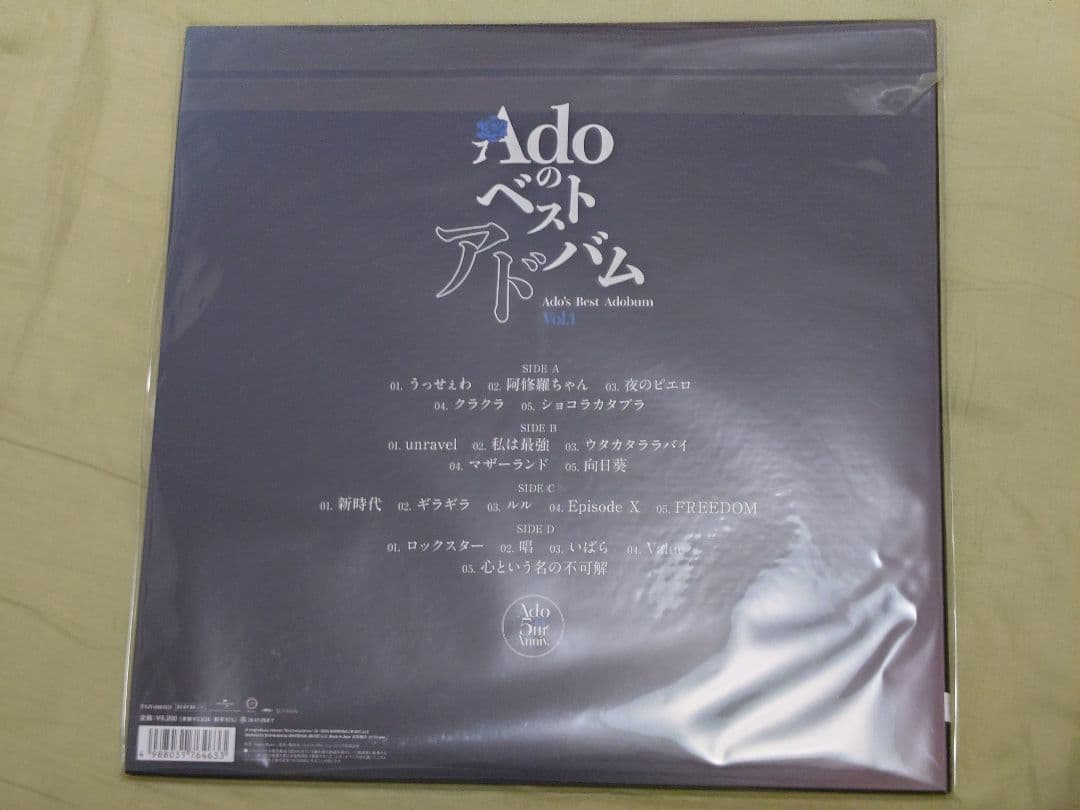 Ado
の
ベスト
アドバム
Ado's Best Adobum
Vol.1
SIDE A
01. うっせぇわ 02. 阿修羅ちゃん 03. 夜のピエロ
04. クラクラ 05. ショコラカタブラ
SIDE B
01. unravel 02. 私は最強 03. ウタカタララバイ
04. マザーランド 05. 向日葵
SIDE C
01. 新時代 02. ギラギラ 03. ルル 04. Episode X 05. FREEDOM
SIDE D
01. ロックスター 02. 唱 03. いばら 04. Value
05. 心という名の不可解
Ado
5th
Anniv.
4 988031 764633